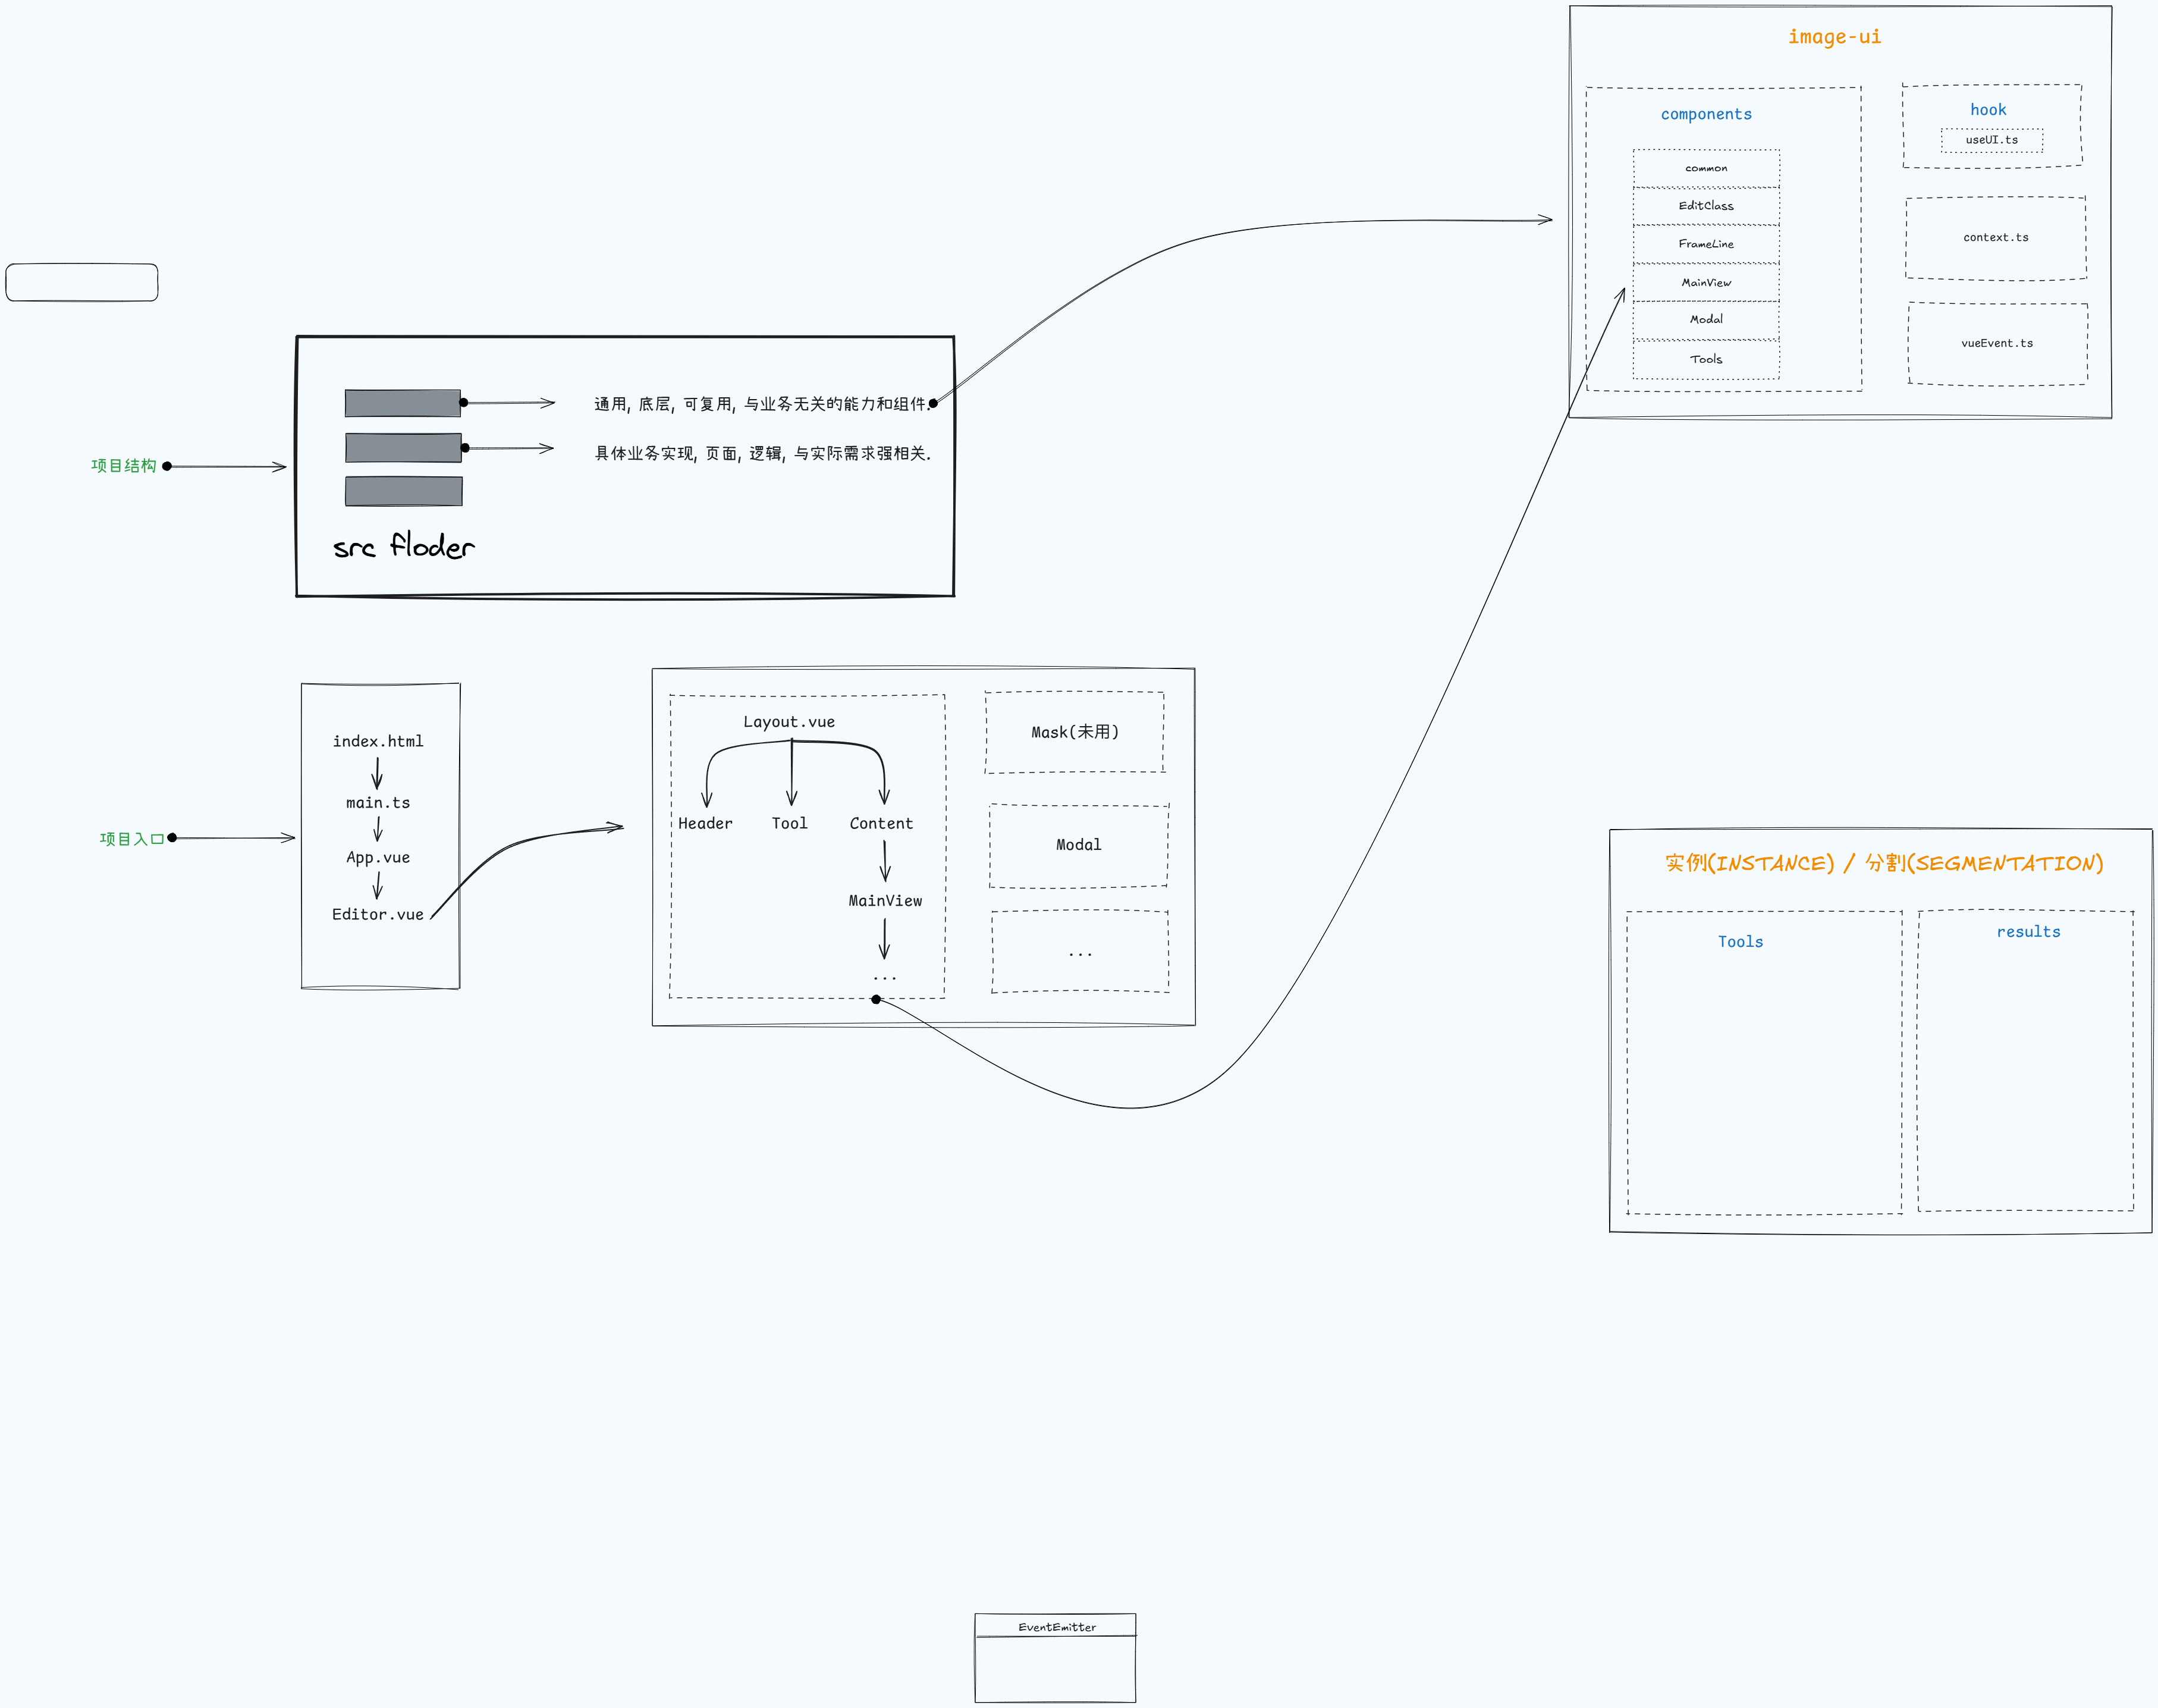 image-ui
components
common
EditClass
FrameLine
MainView
Modal
Tools
hook
useUI.ts
context.ts
vueEvent.ts
项目结构
通用, 底层, 可复用, 与业务无关的能力和组件.
具体业务实现, 页面, 逻辑, 与实际需求强相关.
src floder
项目入口
index.html
main.ts
App.vue
Editor.vue
Layout.vue
Header
Tool
Content
MainView
...
Mask(未用)
Modal
...
实例(INSTANCE) / 分割(SEGMENTATION)
Tools
results
EventEmitter